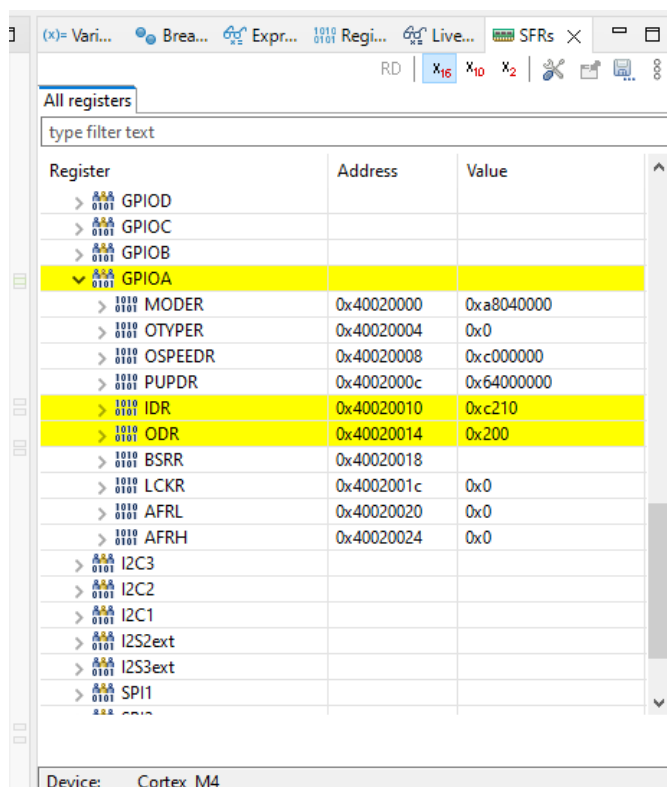 (x)= Vari... Brea... Expr... Regi... Live... SFRs
RD X16 X10 X2
All registers
type filter text
Register Address Value
GPIOD
GPIOC
GPIOB
GPIOA
MODER 0x40020000 0xa8040000
OTYPER 0x40020004 0x0
OSPEEDR 0x40020008 0xc000000
PUPDR 0x4002000c 0x64000000
IDR 0x40020010 0xc210
ODR 0x40020014 0x200
BSRR 0x40020018
LCKR 0x4002001c 0x0
AFRL 0x40020020 0x0
AFRH 0x40020024 0x0
I2C3
I2C2
I2C1
I2S2ext
I2S3ext
SPI1
Device: Cortex_M4